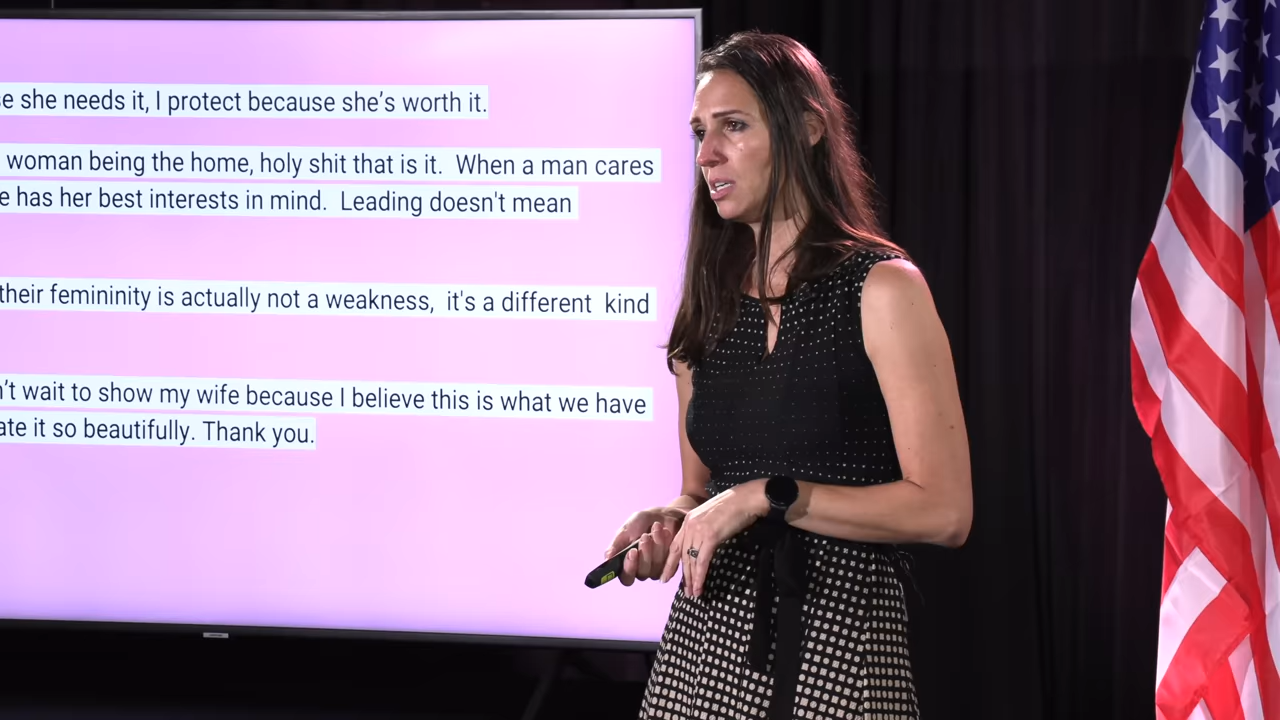 she needs it, I protect because she’s worth it.
woman being the home, holy shit that is it. When a man cares
has her best interests in mind. Leading doesn't mean
their femininity is actually not a weakness, it's a different kind
wait to show my wife because I believe this is what we have
it so beautifully. Thank you.